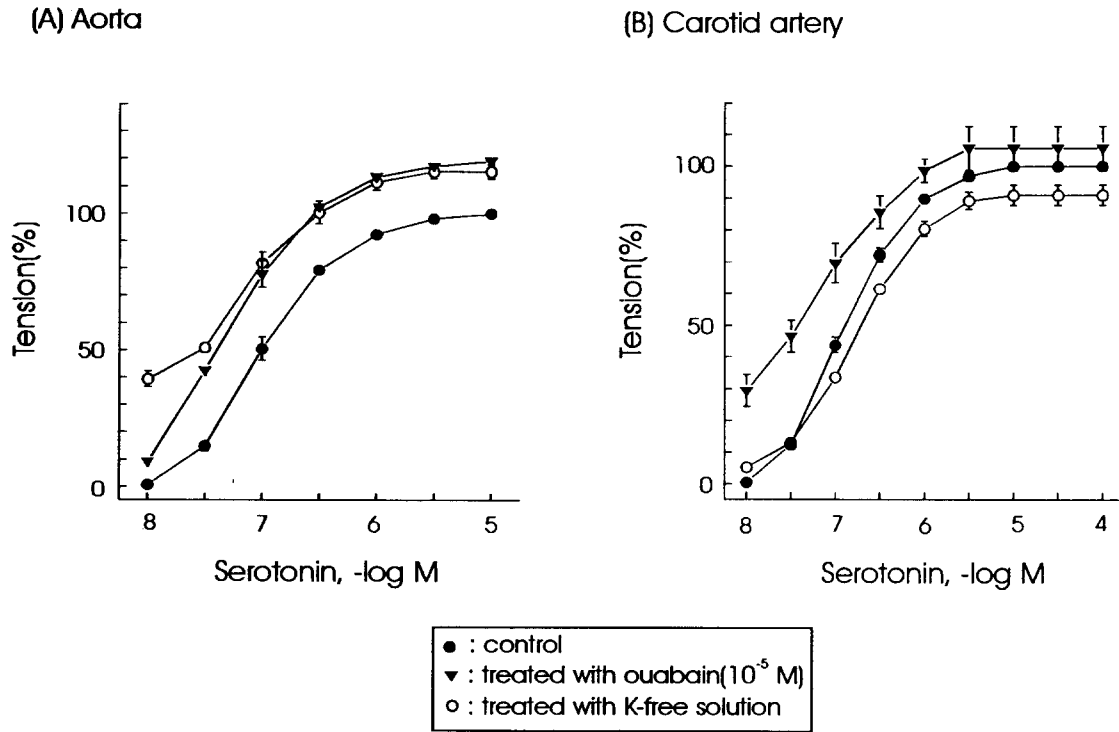 (A) Aorta
(B) Carotid artery
Tension(%)
100
50
0
8 7 6 5
Serotonin, -log M
Tension(%)
100
50
0
8 7 6 5 4
Serotonin, -log M
● : control
▼ : treated with ouabain(10⁻⁵ M)
○ : treated with K-free solution